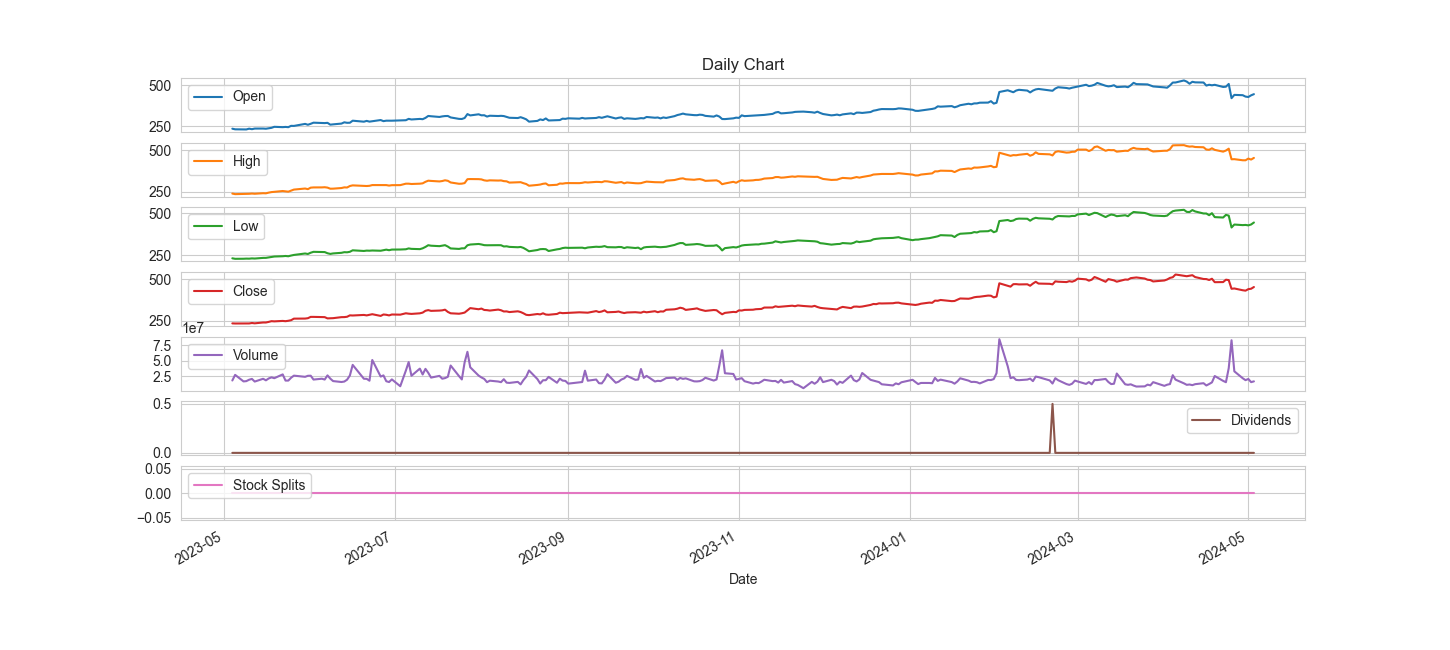 Daily Chart
500
250
Open
500
250
High
500
250
Low
500
250
Close
1e7
7.5
5.0
2.5
Volume
0.5
0.0
Dividends
0.05
0.00
−0.05
Stock Splits
2023-05
2023-07
2023-09
2023-11
2024-01
2024-03
2024-05
Date